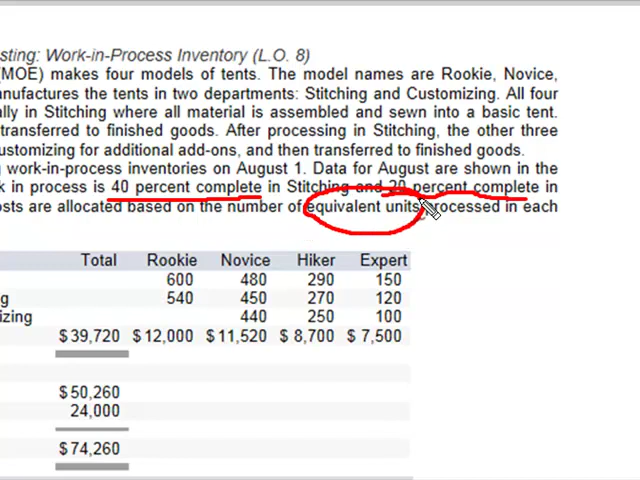 sting: Work-in-Process Inventory (L.O. 8)
(MOE) makes four models of tents. The model names are Rookie, Novice,
manufactures the tents in two departments: Stitching and Customizing. All four
ally in Stitching where all material is assembled and sewn into a basic tent.
transferred to finished goods. After processing in Stitching, the other three
ustomizing for additional add-ons, and then transferred to finished goods.
g work-in-process inventories on August 1. Data for August are shown in the
k in process is 40 percent complete in Stitching and 20 percent complete in
osts are allocated based on the number of equivalent units processed in each
Total Rookie Novice Hiker Expert
600 480 290 150
g 540 450 270 120
izing 440 250 100
$ 39,720 $ 12,000 $ 11,520 $ 8,700 $ 7,500
$ 50,260
24,000
$ 74,260